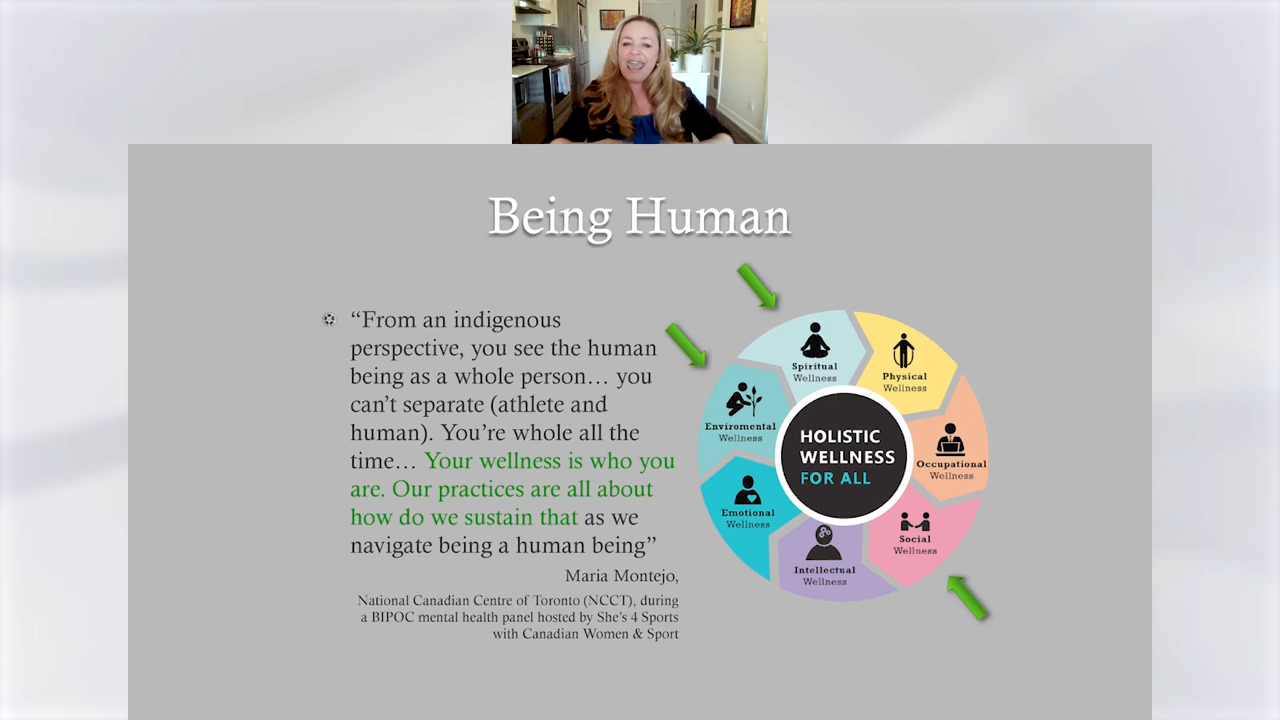 Being Human
“From an indigenous
perspective, you see the human
being as a whole person… you
can’t separate (athlete and
human). You’re whole all the
time… Your wellness is who you
are. Our practices are all about
how do we sustain that as we
navigate being a human being”
Maria Montejo,
National Canadian Centre of Toronto (NCCT), during
a BIPOC mental health panel hosted by She’s 4 Sports
with Canadian Women & Sport
Spiritual
Wellness
Physical
Wellness
Occupational
Wellness
Social
Wellness
Intellectual
Wellness
Emotional
Wellness
Enviromental
Wellness
HOLISTIC
WELLNESS
FOR ALL